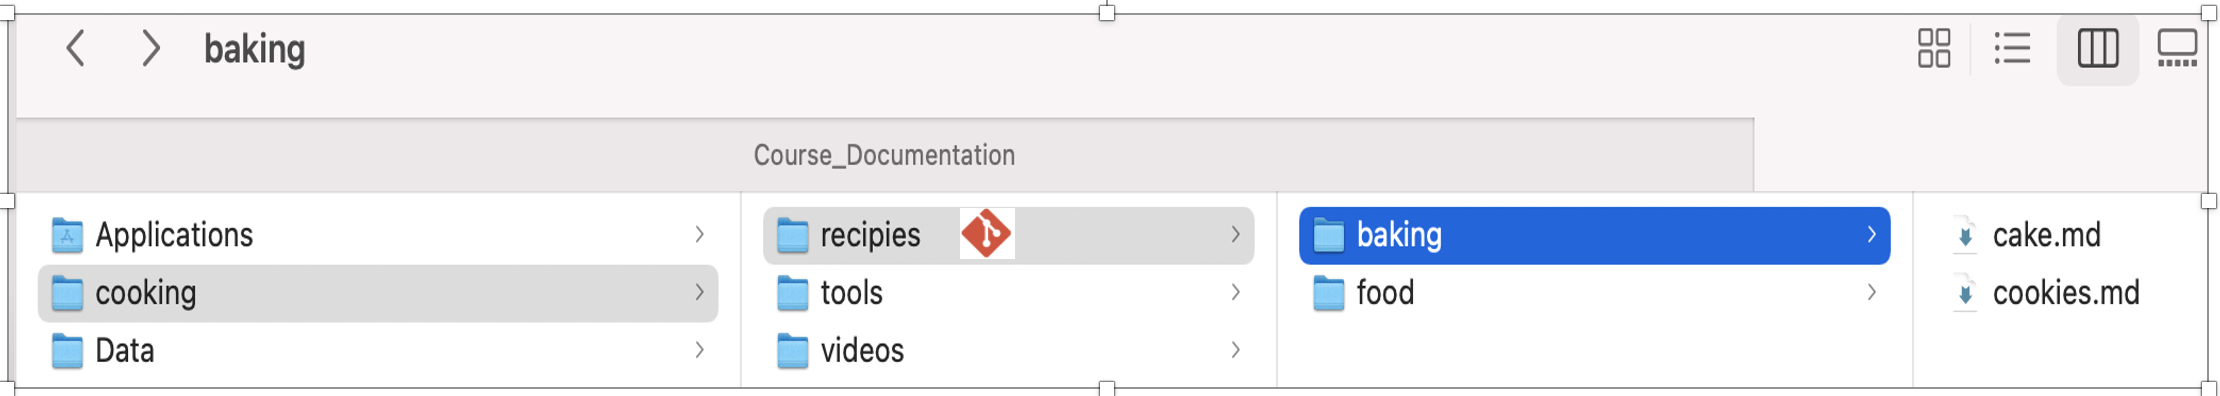 baking
Course_Documentation
Applications
cooking
Data
recipies
tools
videos
baking
food
cake.md
cookies.md